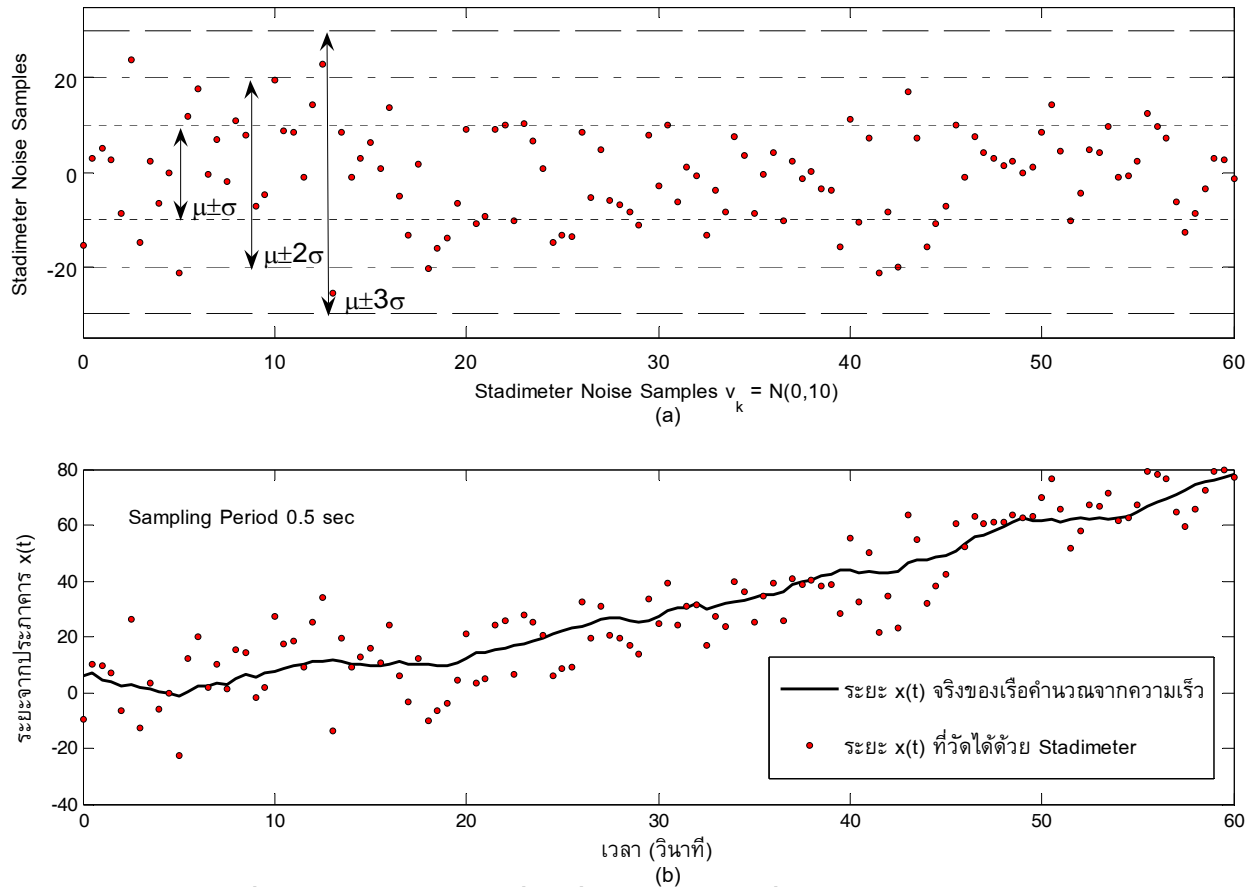 Stadimeter Noise Samples
20
0
-20
μ±σ
μ±2σ
μ±3σ
0 10 20 30 40 50 60
Stadimeter Noise Samples v_k = N(0,10)
(a)
ระยะจากประภาคาร x(t)
80
60
40
20
0
-20
-40
Sampling Period 0.5 sec
ระยะ x(t) จริงของเรือคำนวณจากความเร็ว
ระยะ x(t) ที่วัดได้ด้วย Stadimeter
0 10 20 30 40 50 60
เวลา (วินาที)
(b)